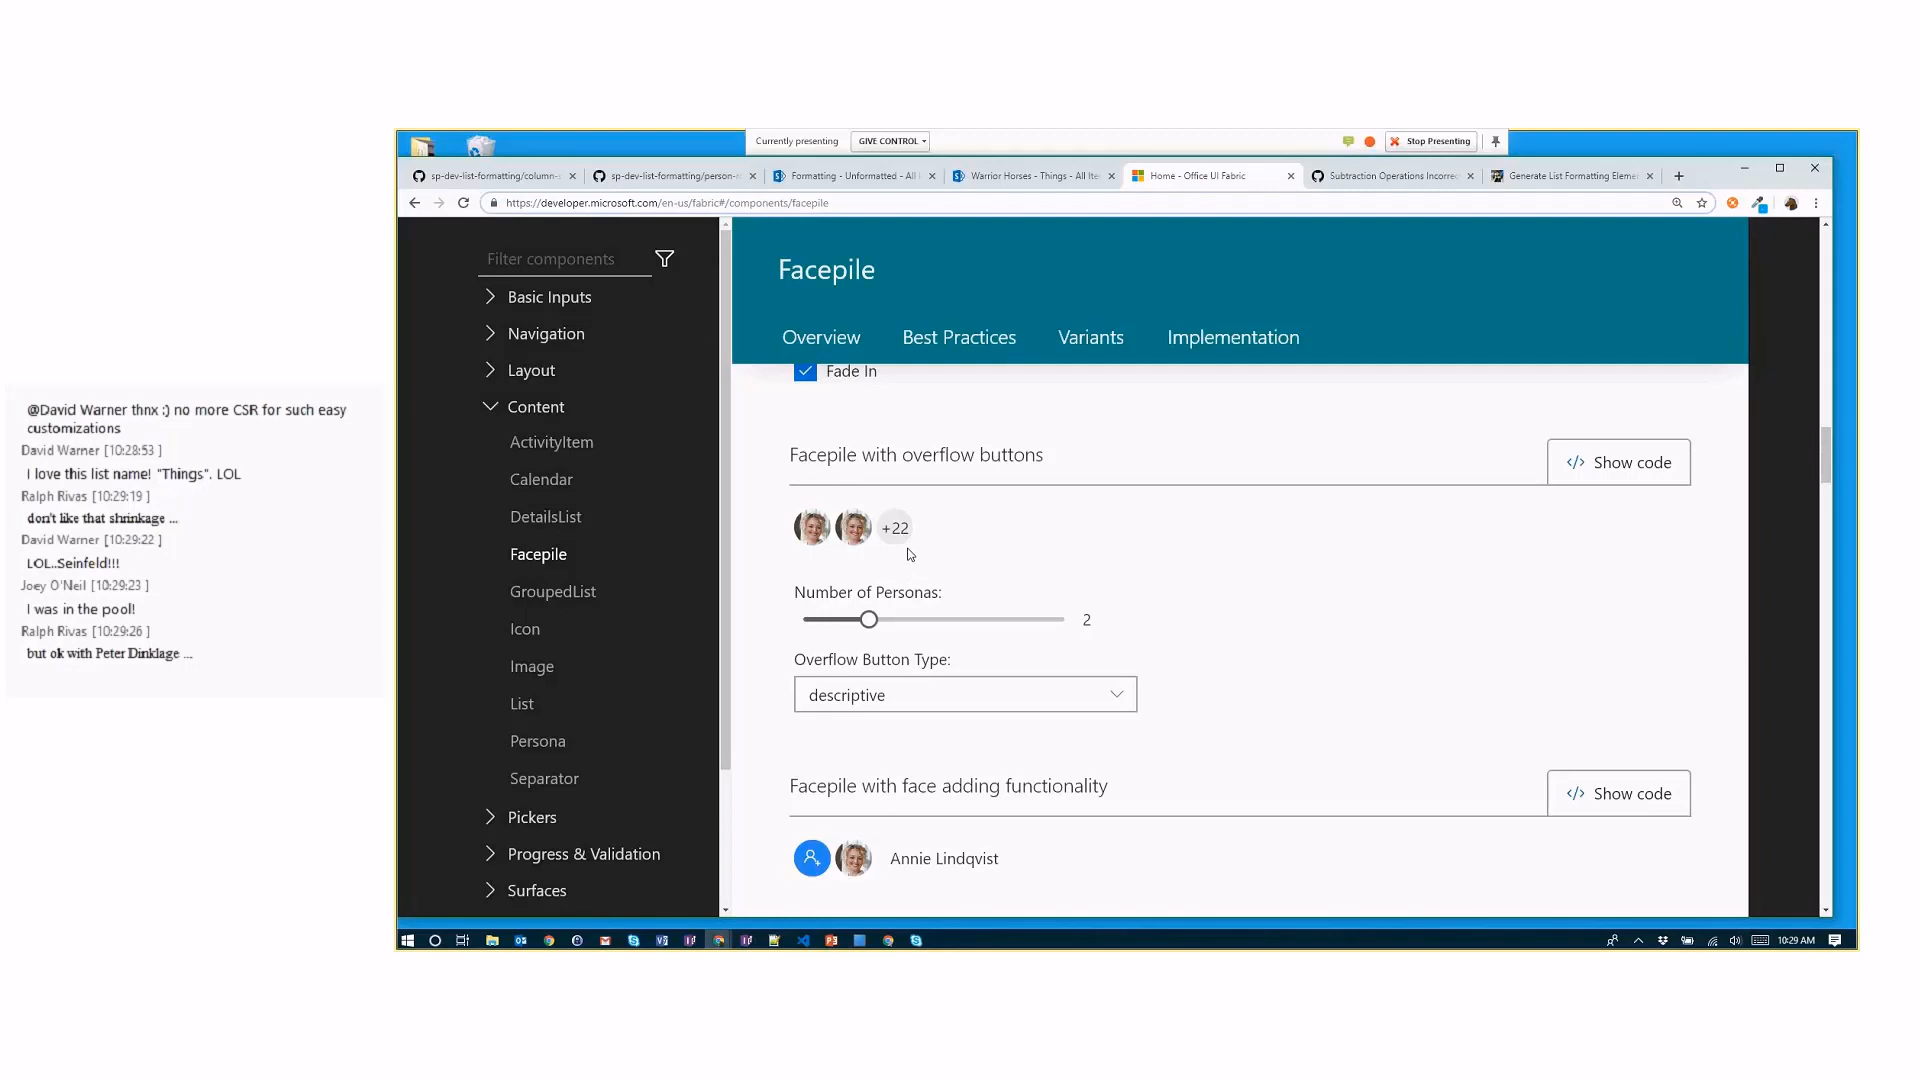 @David Warner thnx :) no more CSR for such easy
customizations
David Warner [10:28:53 ]
I love this list name! "Things". LOL
Ralph Rivas [10:29:19 ]
don't like that shrinkage ...
David Warner [10:29:22 ]
LOL..Seinfeld!!!
Joey O'Neil [10:29:23 ]
I was in the pool!
Ralph Rivas [10:29:26 ]
but ok with Peter Dinklage ...
Currently presenting
GIVE CONTROL
Stop Presenting
sp-dev-list-formatting/column-
sp-dev-list-formatting/person-
Formatting - Unformatted - All
Warrior Horses - Things - All Ite
Home - Office UI Fabric
Subtraction Operations Incorrec
Generate List Formatting Eleme
https://developer.microsoft.com/en-us/fabric#/components/facepile
Filter components
Basic Inputs
Navigation
Layout
Content
ActivityItem
Calendar
DetailsList
Facepile
GroupedList
Icon
Image
List
Persona
Separator
Pickers
Progress & Validation
Surfaces
Facepile
Overview Best Practices Variants Implementation
Fade In
Facepile with overflow buttons
</> Show code
+22
Number of Personas:
2
Overflow Button Type:
descriptive
Facepile with face adding functionality
</> Show code
Annie Lindqvist
10:29 AM